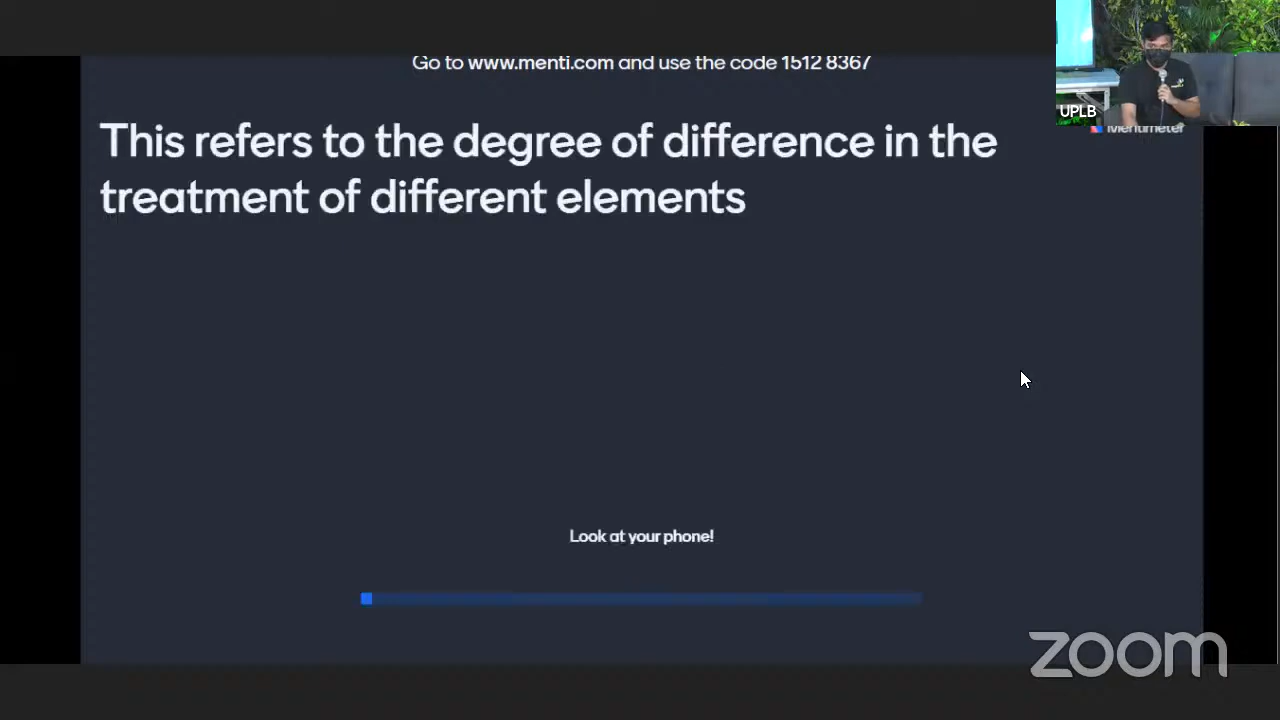 Go to www.menti.com and use the code 1512 8367
UPLB
Mentimeter
This refers to the degree of difference in the
treatment of different elements
Look at your phone!
zoom